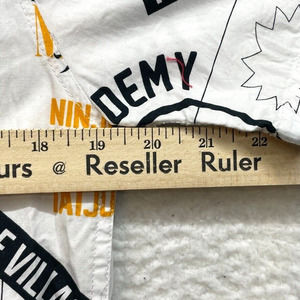 DEMY
NIN
18 19 20 21 22
urs @ Reseller Ruler
VILLA